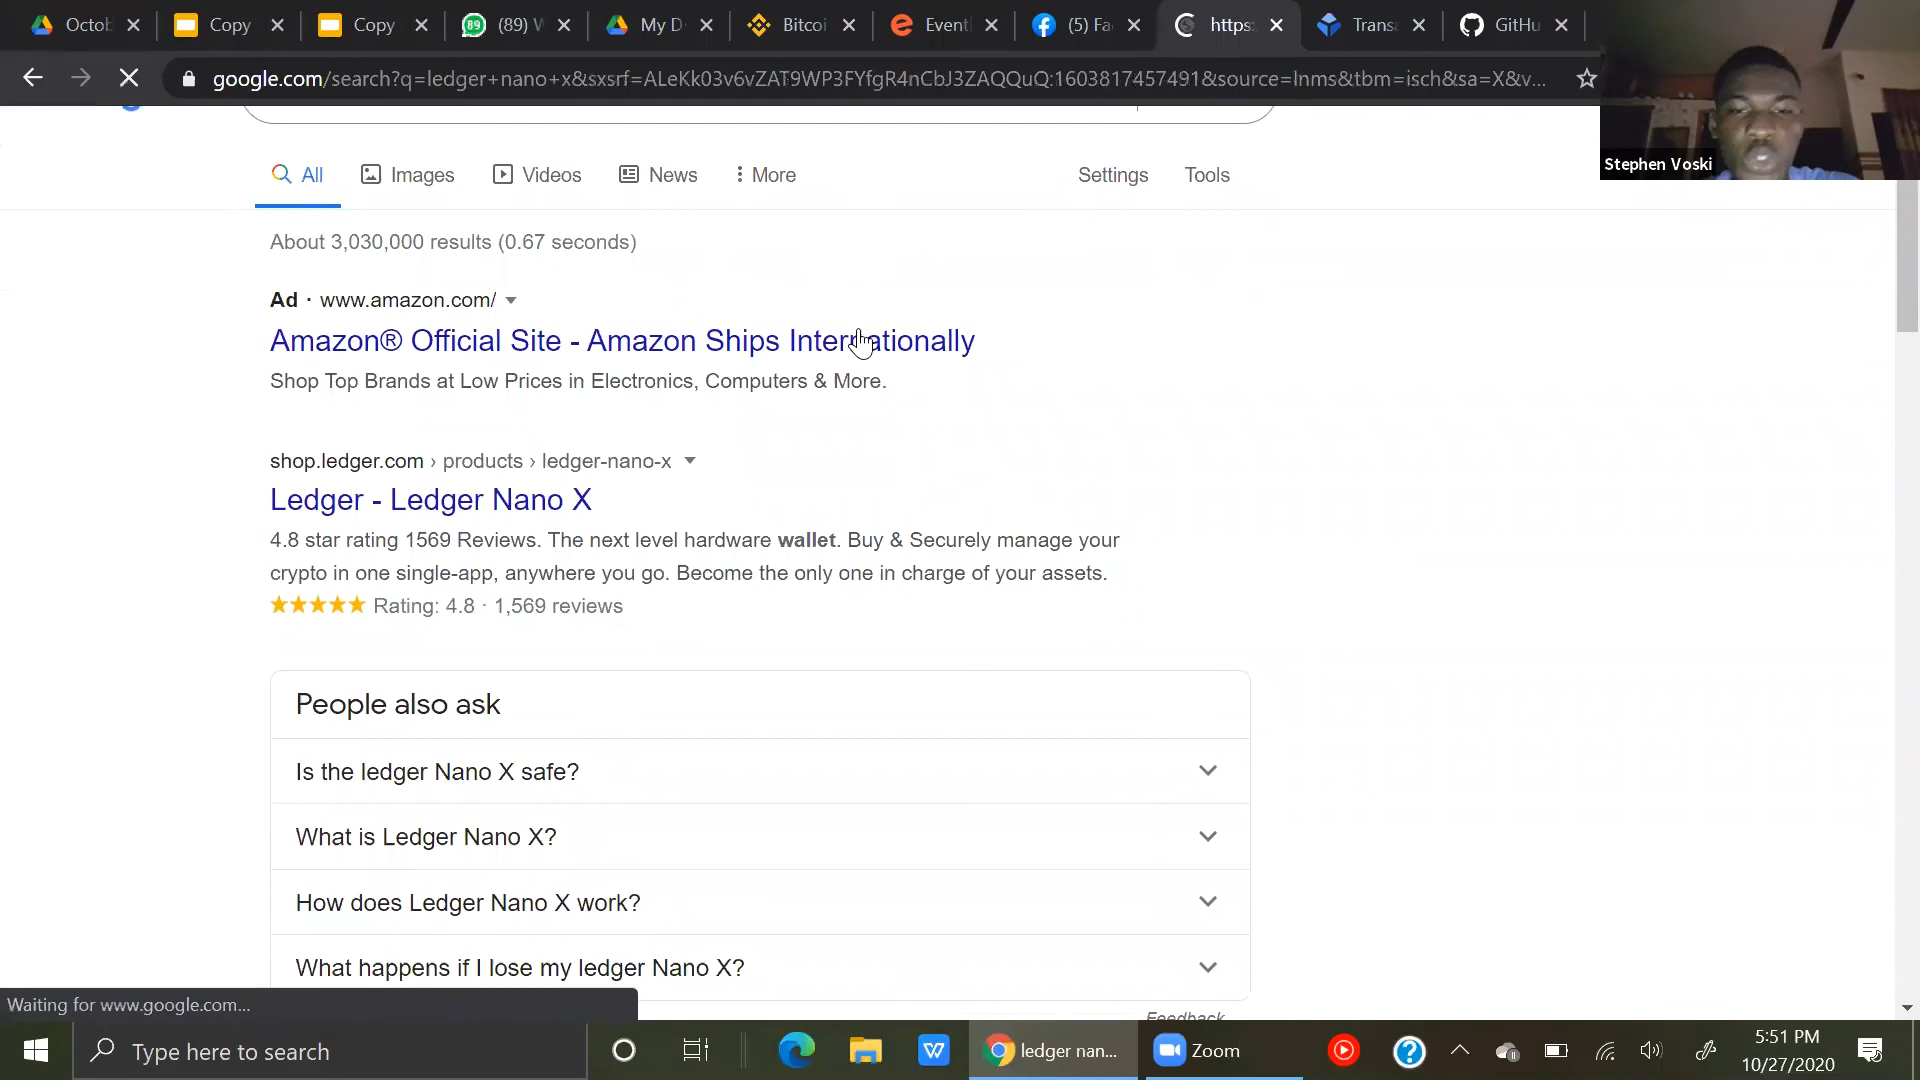 Octob
Copy
Copy
(89) W
My D
Bitcoi
Event
(5) Fa
https:
Trans
GitHu
google.com/search?q=ledger+nano+x&sxsrf=ALeKk03v6vZAT9WP3FYfgR4nCbJ3ZAQQuQ:1603817457491&source=lnms&tbm=isch&sa=X&v...
Stephen Voski
All
Images
Videos
News
More
Settings
Tools
About 3,030,000 results (0.67 seconds)
Ad · www.amazon.com/
Amazon® Official Site - Amazon Ships Internationally
Shop Top Brands at Low Prices in Electronics, Computers & More.
shop.ledger.com › products › ledger-nano-x
Ledger - Ledger Nano X
4.8 star rating 1569 Reviews. The next level hardware wallet. Buy & Securely manage your
crypto in one single-app, anywhere you go. Become the only one in charge of your assets.
Rating: 4.8 · 1,569 reviews
People also ask
Is the ledger Nano X safe?
What is Ledger Nano X?
How does Ledger Nano X work?
What happens if I lose my ledger Nano X?
Feedback
Waiting for www.google.com...
Type here to search
ledger nan...
Zoom
5:51 PM
10/27/2020